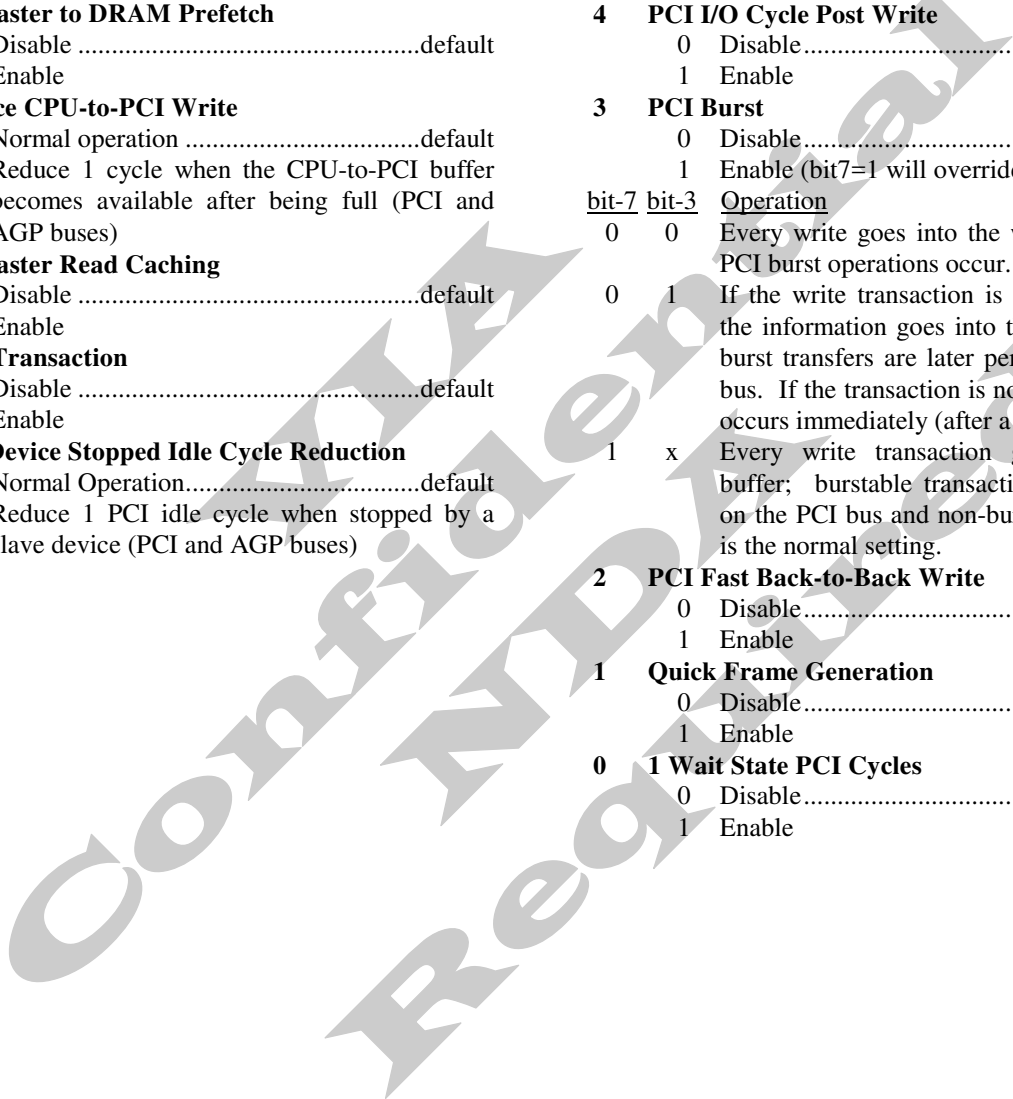 aster to DRAM Prefetch
Disable ...................................................default
Enable
ce CPU-to-PCI Write
Normal operation ...................................default
Reduce 1 cycle when the CPU-to-PCI buffer
becomes available after being full (PCI and
AGP buses)
aster Read Caching
Disable ...................................................default
Enable
Transaction
Disable ...................................................default
Enable
Device Stopped Idle Cycle Reduction
Normal Operation...................................default
Reduce 1 PCI idle cycle when stopped by a
slave device (PCI and AGP buses)
4 PCI I/O Cycle Post Write
0 Disable...............................
1 Enable
3 PCI Burst
0 Disable...............................
1 Enable (bit7=1 will override
bit-7 bit-3 Operation
0 0 Every write goes into the
PCI burst operations occur.
0 1 If the write transaction is
the information goes into
burst transfers are later
bus. If the transaction is
occurs immediately (after a
1 x Every write transaction
buffer; burstable
on the PCI bus and
is the normal setting.
2 PCI Fast Back-to-Back Write
0 Disable...............................
1 Enable
1 Quick Frame Generation
0 Disable...............................
1 Enable
0 1 Wait State PCI Cycles
0 Disable...............................
1 Enable
VIA
Confidential
NDA
Required